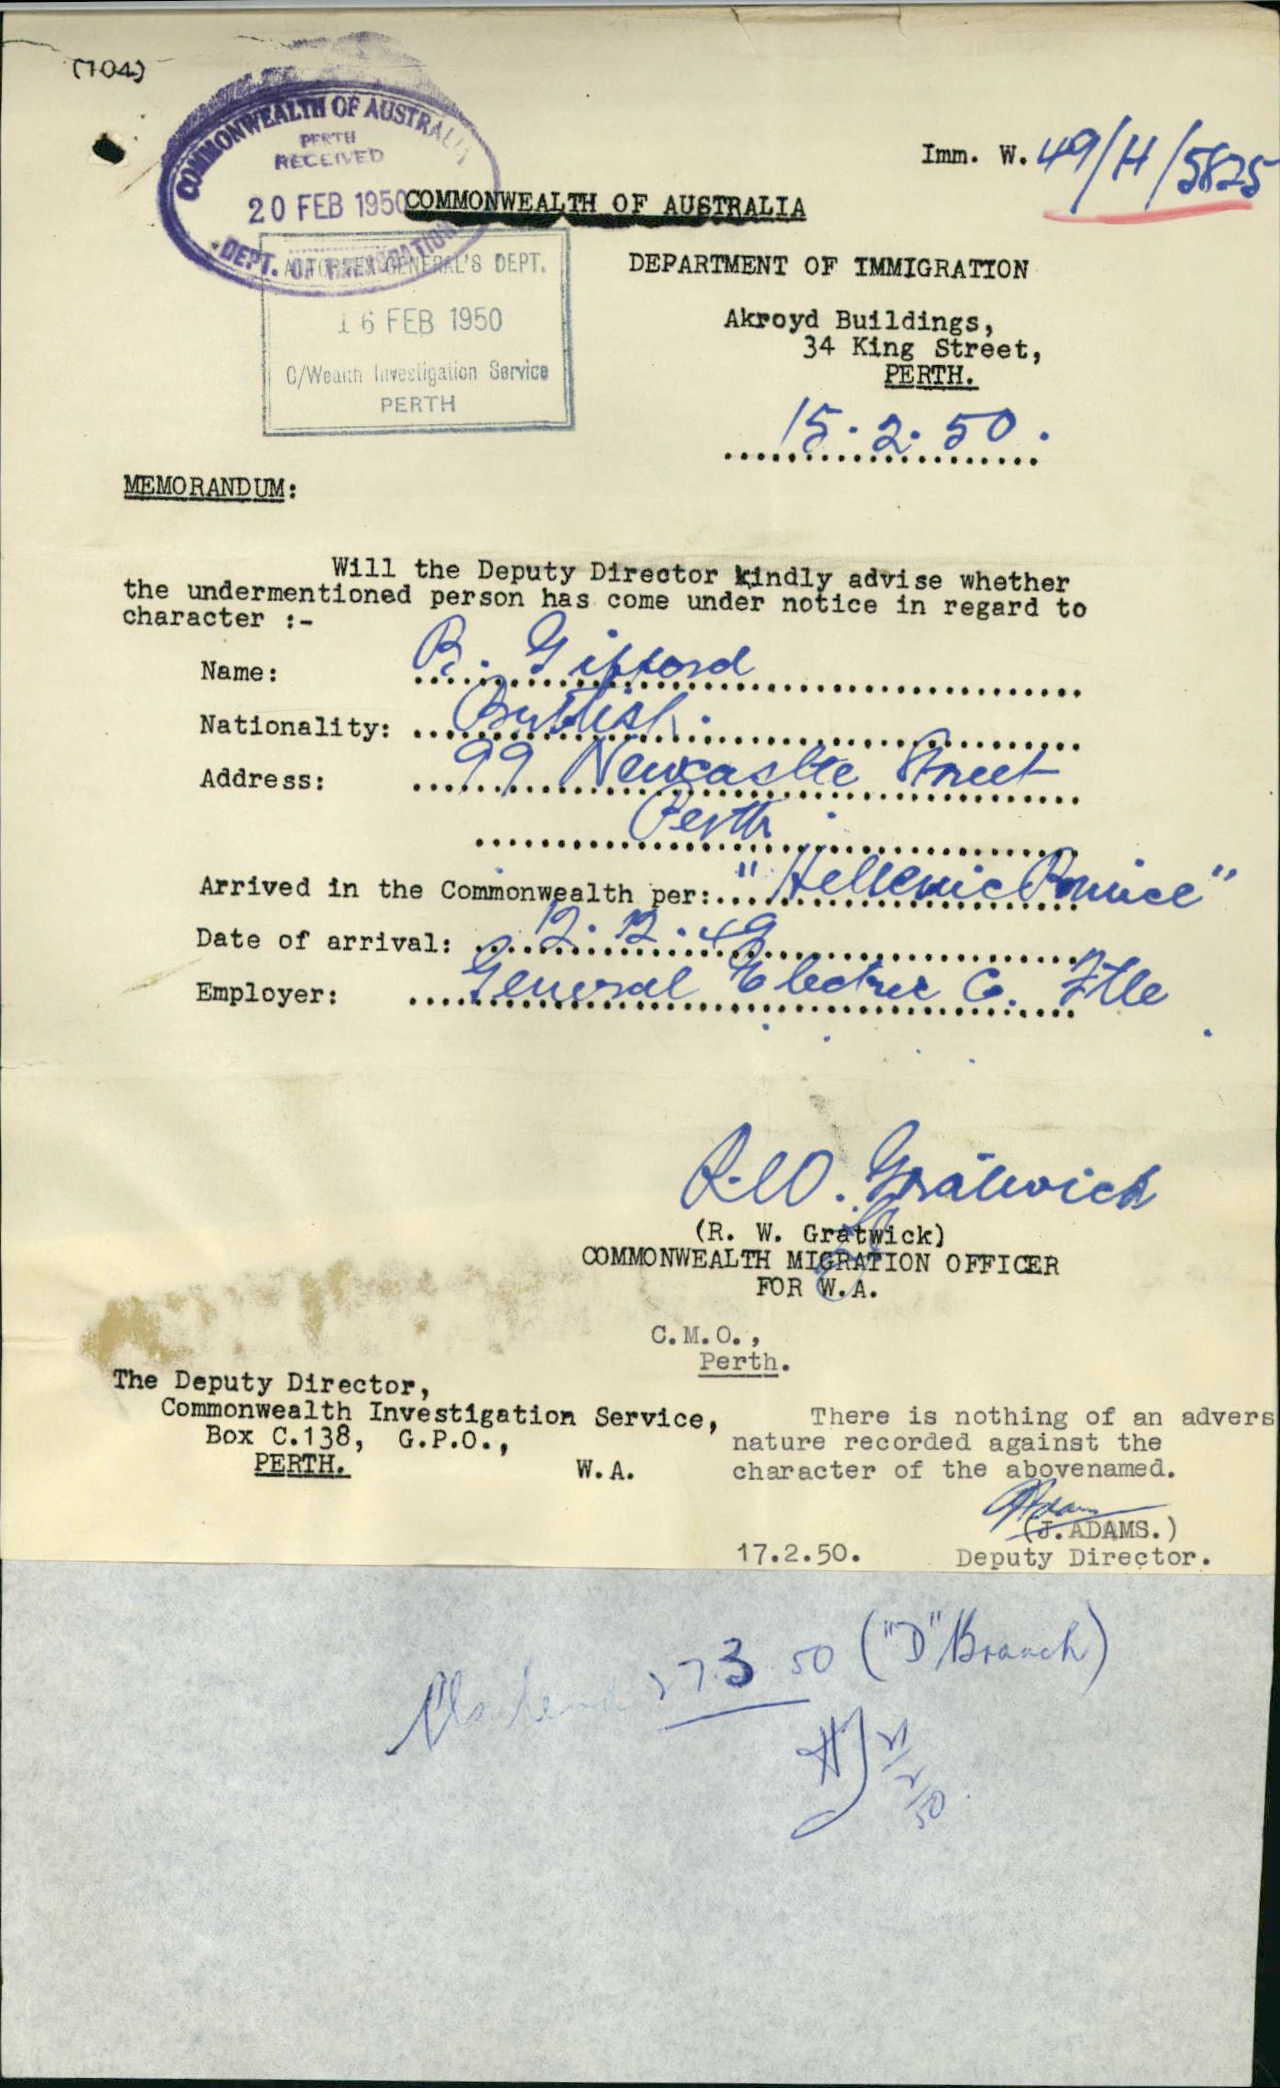 (104)
COMMONWEALTH OF AUSTRALIA
PERTH
RECEIVED
20 FEB 1950
DEPT. OF IMMIGRATION
Imm. W. 49/H/5825
COMMONWEALTH OF AUSTRALIA
ATTORNEY GENERAL'S DEPT.
16 FEB 1950
C/Wealth Investigation Service
PERTH
DEPARTMENT OF IMMIGRATION
Akroyd Buildings,
34 King Street,
PERTH.
15.2.50.
MEMORANDUM:
Will the Deputy Director kindly advise whether
the undermentioned person has come under notice in regard to
character :-
Name: R. Gifford
Nationality: British.
Address: 99 Newcastle Street
Perth.
Arrived in the Commonwealth per: "Hellenic Prince"
Date of arrival: 12.12.49
Employer: General Electric Co. F'tle
R.W. Gratwick
(R. W. Gratwick)
COMMONWEALTH MIGRATION OFFICER
FOR W.A.
C.M.O.,
Perth.
The Deputy Director,
Commonwealth Investigation Service,
Box C.138, G.P.O.,
PERTH. W.A.
There is nothing of an advers
nature recorded against the
character of the abovenamed.
(J. ADAMS.)
17.2.50. Deputy Director.
27.3.50 ("D" Branch)
21/2/50.